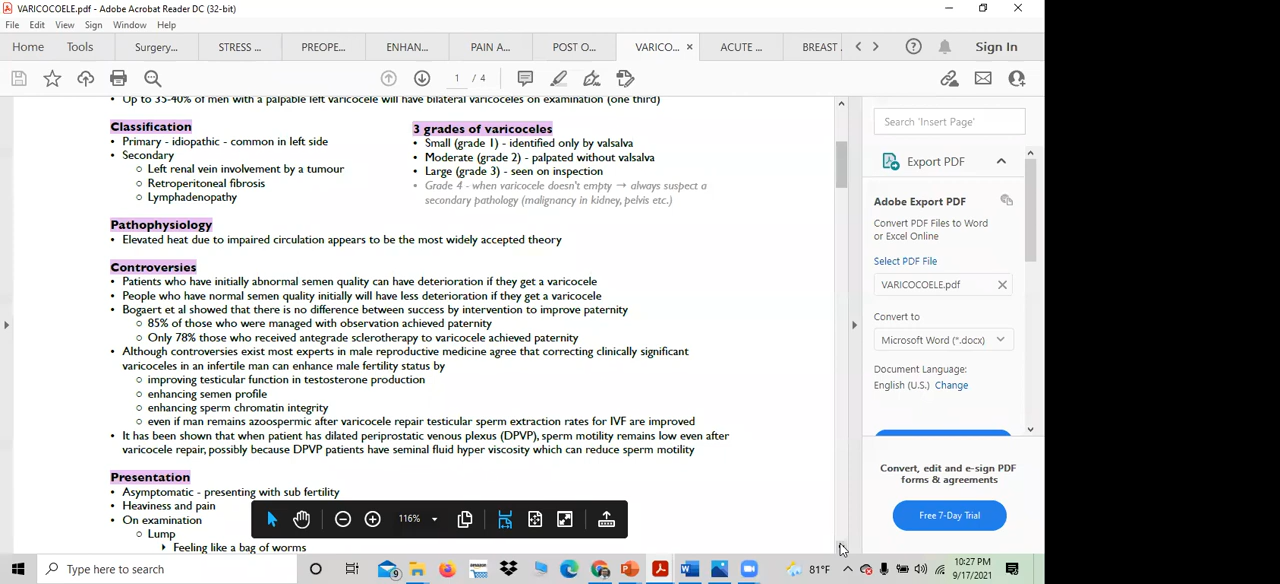 VARICOCOELE.pdf - Adobe Acrobat Reader DC (32-bit)
File Edit View Sign Window Help
Home Tools Surgery... STRESS ... PREOPE... ENHAN... PAIN A... POST O... VARICO... × ACUTE ... BREAST Sign In
1 / 4
• Up to 35-40% of men with a palpable left varicocele will have bilateral varicoceles on examination (one third)
Classification
• Primary - idiopathic - common in left side
• Secondary
○ Left renal vein involvement by a tumour
○ Retroperitoneal fibrosis
○ Lymphadenopathy
3 grades of varicoceles
• Small (grade 1) - identified only by valsalva
• Moderate (grade 2) - palpated without valsalva
• Large (grade 3) - seen on inspection
• Grade 4 - when varicocele doesn't empty → always suspect a
secondary pathology (malignancy in kidney, pelvis etc.)
Pathophysiology
• Elevated heat due to impaired circulation appears to be the most widely accepted theory
Controversies
• Patients who have initially abnormal semen quality can have deterioration if they get a varicocele
• People who have normal semen quality initially will have less deterioration if they get a varicocele
• Bogaert et al showed that there is no difference between success by intervention to improve paternity
○ 85% of those who were managed with observation achieved paternity
○ Only 78% those who received antegrade sclerotherapy to varicocele achieved paternity
• Although controversies exist most experts in male reproductive medicine agree that correcting clinically significant
varicoceles in an infertile man can enhance male fertility status by
○ improving testicular function in testosterone production
○ enhancing semen profile
○ enhancing sperm chromatin integrity
○ even if man remains azoospermic after varicocele repair testicular sperm extraction rates for IVF are improved
• It has been shown that when patient has dilated periprostatic venous plexus (DPVP), sperm motility remains low even after
varicocele repair, possibly because DPVP patients have seminal fluid hyper viscosity which can reduce sperm motility
Presentation
• Asymptomatic - presenting with sub fertility
• Heaviness and pain
• On examination
○ Lump
Feeling like a bag of worms
116%
Search 'Insert Page'
Export PDF
Adobe Export PDF
Convert PDF Files to Word
or Excel Online
Select PDF File
VARICOCOELE.pdf ×
Convert to
Microsoft Word (*.docx)
Document Language:
English (U.S.) Change
Convert, edit and e-sign PDF
forms & agreements
Free 7-Day Trial
Type here to search
9
81°F
10:27 PM
9/17/2021